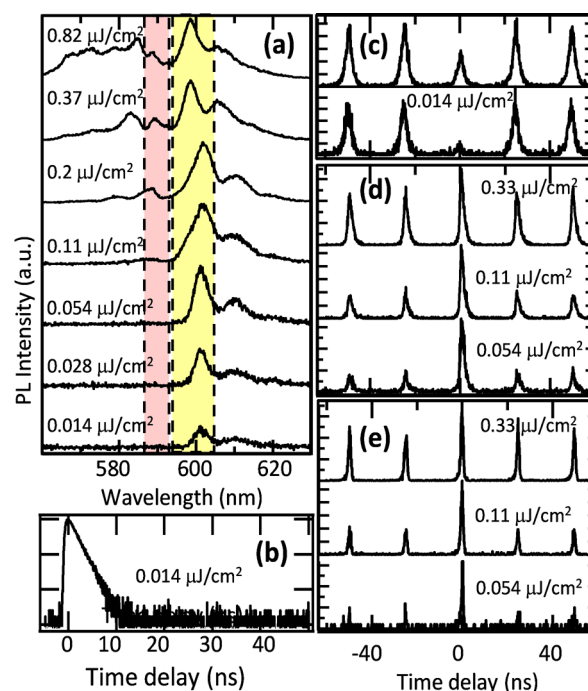 (a)
0.82 µJ/cm²
0.37 µJ/cm²
0.2 µJ/cm²
0.11 µJ/cm²
0.054 µJ/cm²
0.028 µJ/cm²
0.014 µJ/cm²
PL Intensity (a.u.)
580 600 620
Wavelength (nm)
(b)
0.014 µJ/cm²
0 10 20 30 40
Time delay (ns)
(c)
0.014 µJ/cm²
(d)
0.33 µJ/cm²
0.11 µJ/cm²
0.054 µJ/cm²
(e)
0.33 µJ/cm²
0.11 µJ/cm²
0.054 µJ/cm²
-40 0 40
Time delay (ns)